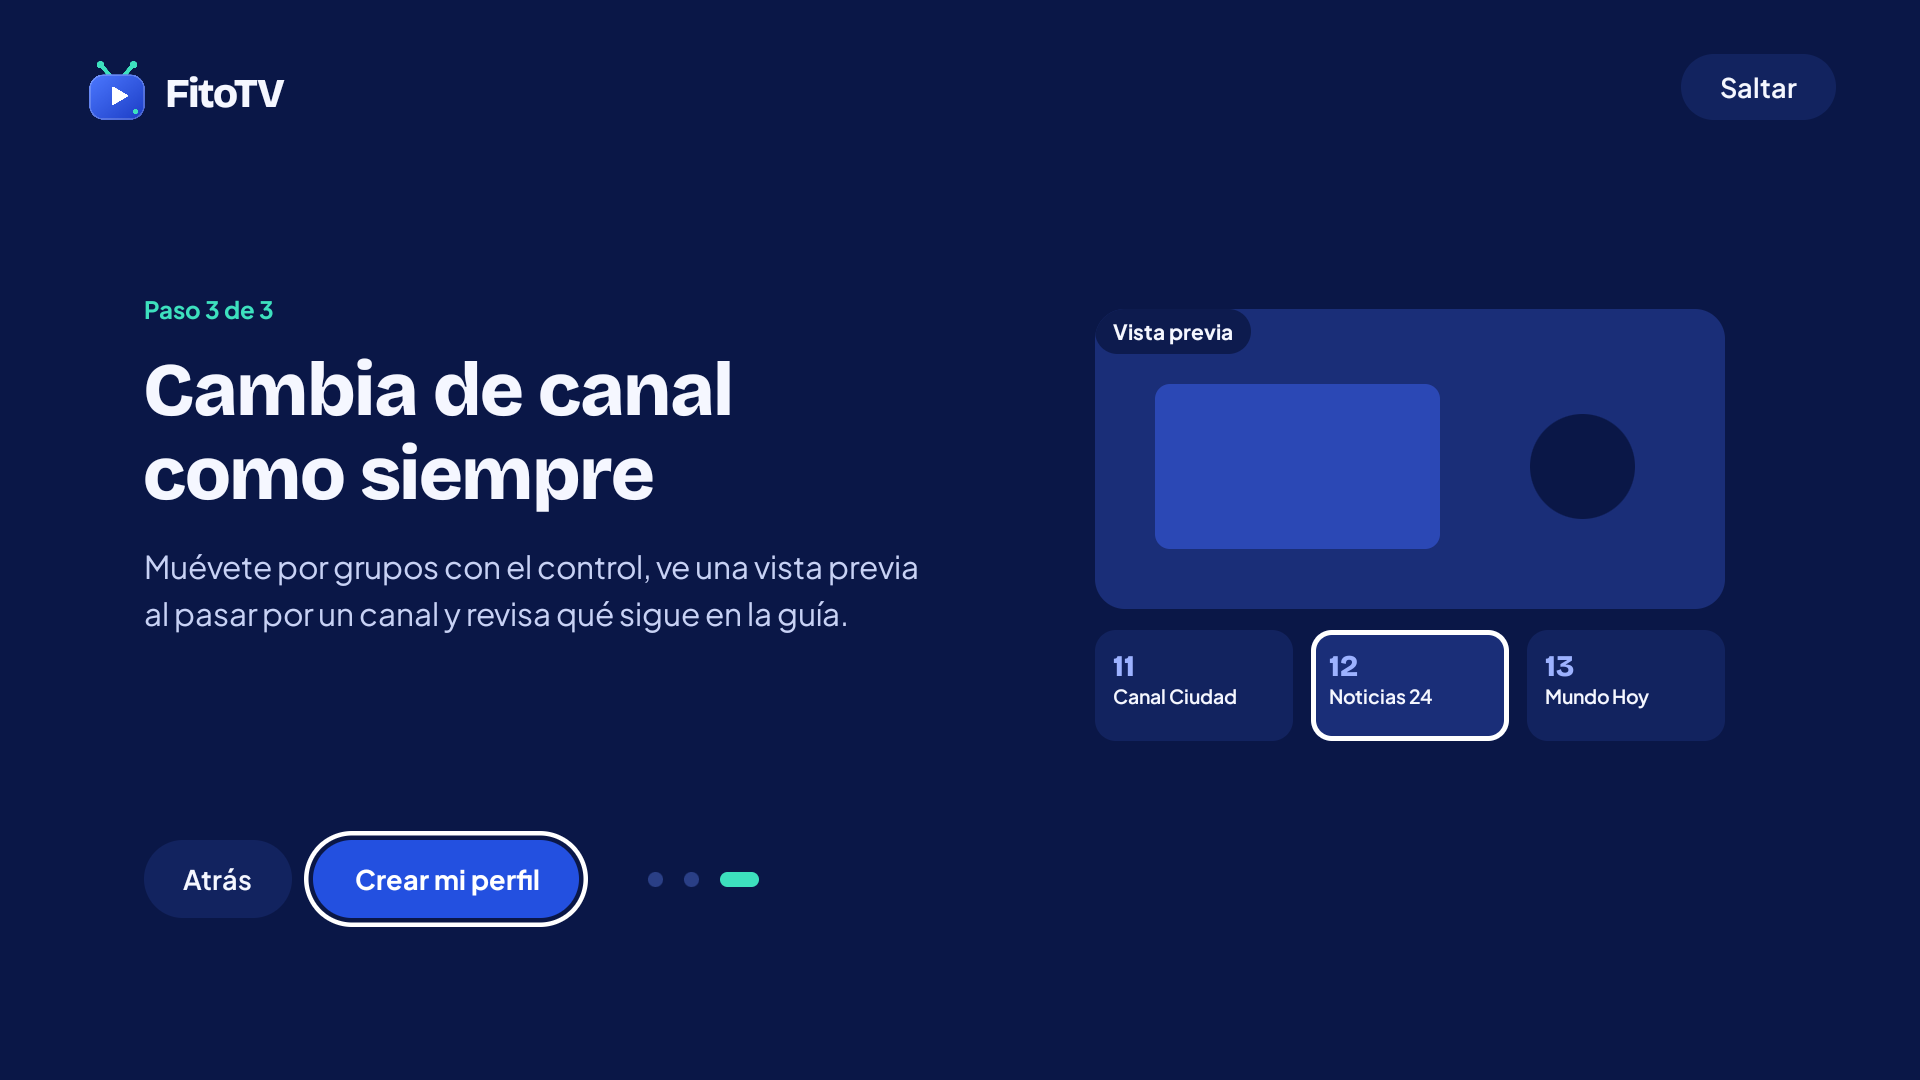 FitoTV
Saltar
Paso 3 de 3
Cambia de canal
como siempre
Muévete por grupos con el control, ve una vista previa
al pasar por un canal y revisa qué sigue en la guía.
Vista previa
11
Canal Ciudad
12
Noticias 24
13
Mundo Hoy
Atrás
Crear mi perfil